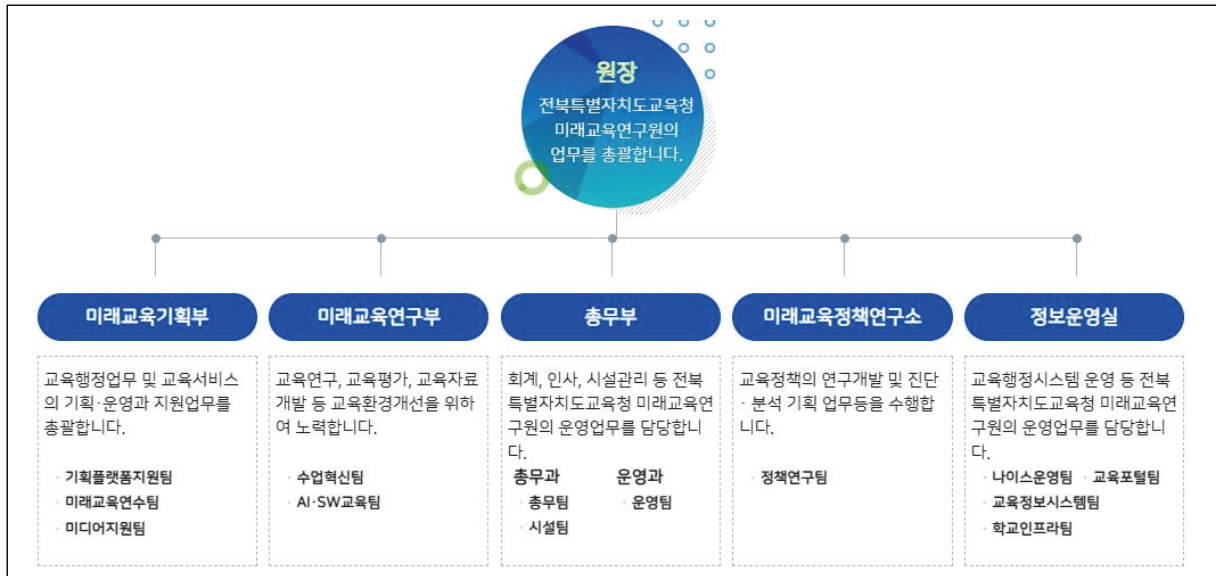 원장
전북특별자치도교육청
미래교육연구원의
업무를 총괄합니다.
미래교육기획부
교육행정업무 및 교육서비스
의 기획·운영과 지원업무를
총괄합니다.
· 기획플랫폼지원팀
· 미래교육연수팀
· 미디어지원팀
미래교육연구부
교육연구, 교육평가, 교육자료
개발 등 교육환경개선을 위하
여 노력합니다.
· 수업혁신팀
· AI·SW교육팀
총무부
회계, 인사, 시설관리 등 전북
특별자치도교육청 미래교육연
구원의 운영업무를 담당합니
다.
총무과 운영과
· 총무팀 · 운영팀
· 시설팀
미래교육정책연구소
교육정책의 연구개발 및 진단
· 분석 기획 업무등을 수행합
니다.
· 정책연구팀
정보운영실
교육행정시스템 운영 등 전북
특별자치도교육청 미래교육연
구원의 운영업무를 담당합니
다.
· 나이스운영팀 · 교육포털팀
· 교육정보시스템팀
· 학교인프라팀